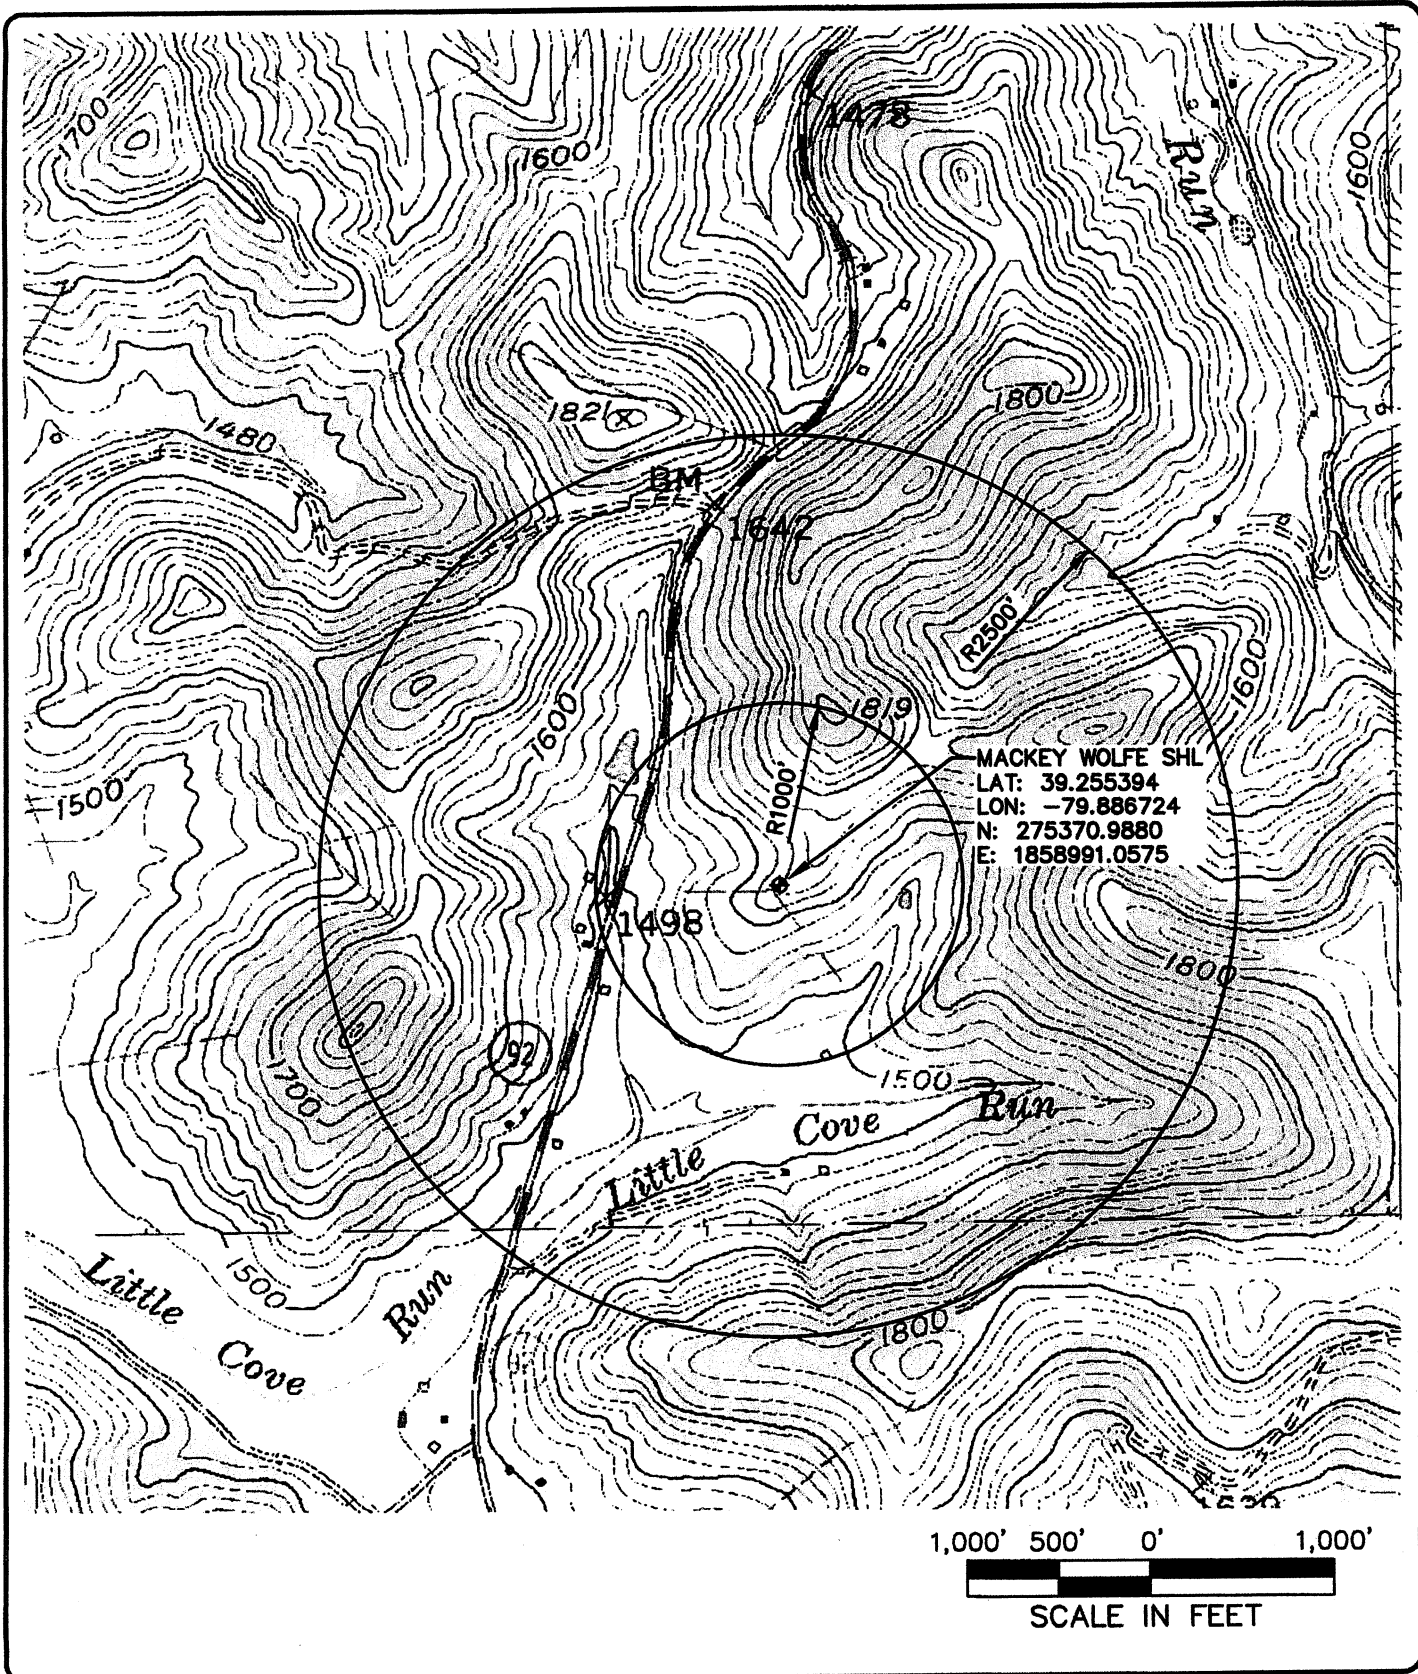 1700
1600
1478
Run
1600
1821
1480
1800
BM
1642
R2500'
1600
1819
1600
1500
R1000'
MACKEY WOLFE SHL
LAT: 39.255394
LON: -79.886724
N: 275370.9880
E: 1858991.0575
1498
1800
92
1700
1500
Little Cove Run
1500
Little Cove Run
1800
1,000' 500' 0' 1,000'
SCALE IN FEET